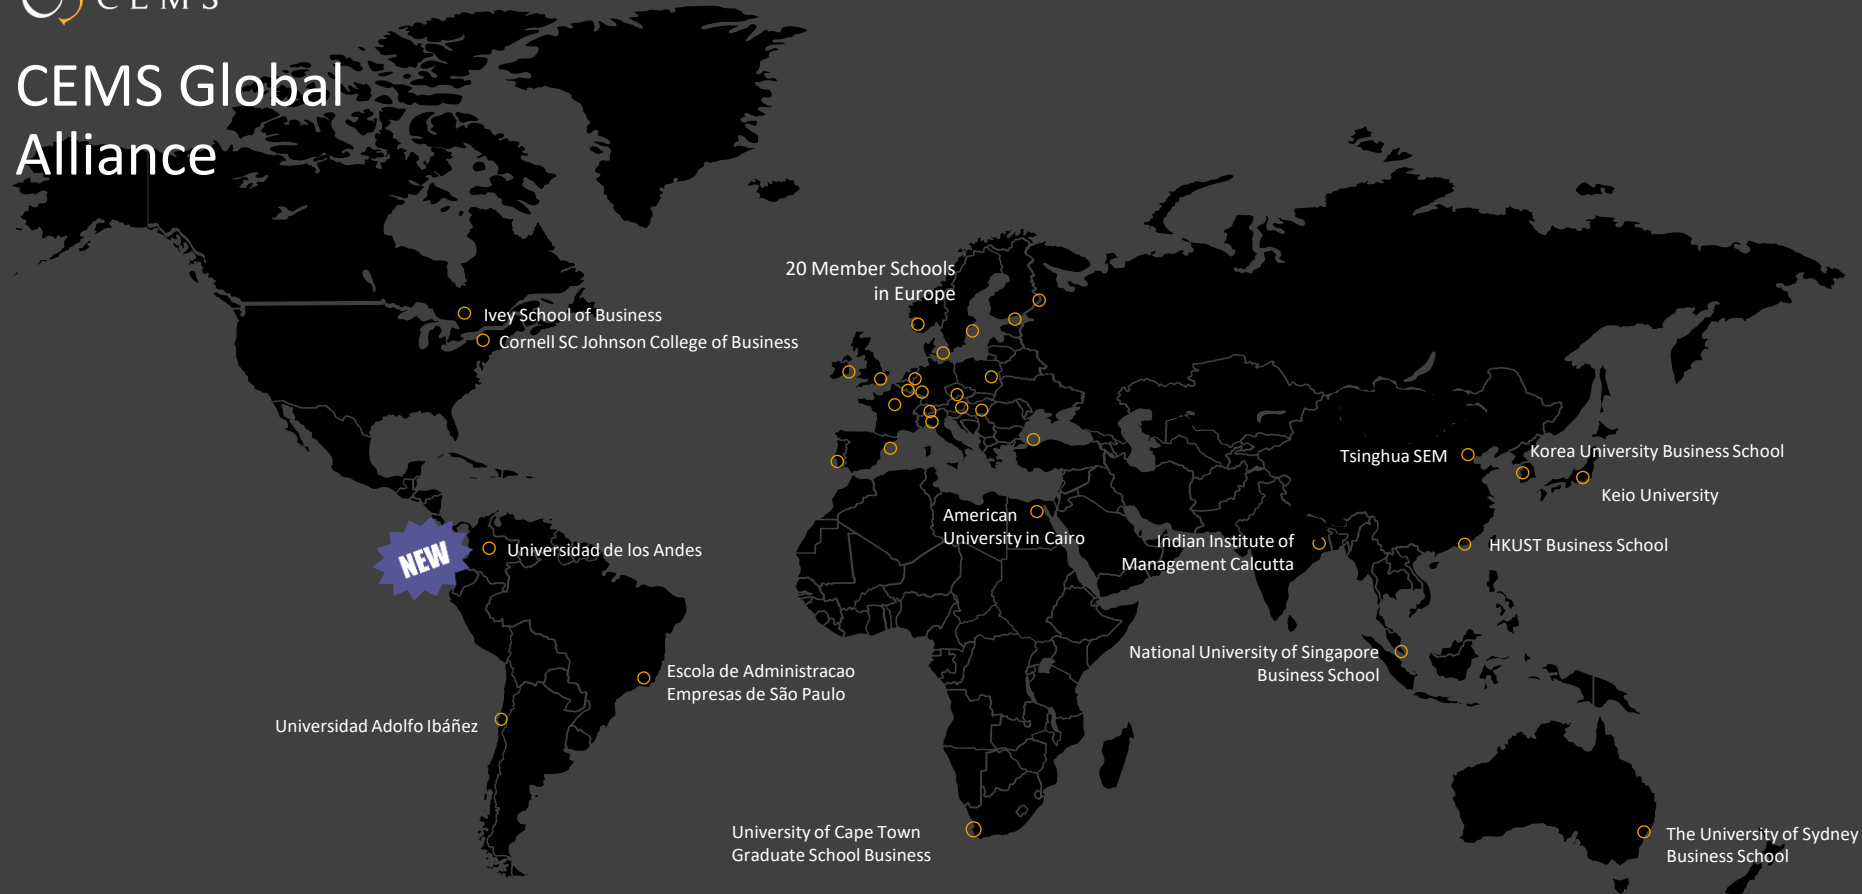 CEMS
CEMS Global
Alliance
20 Member Schools
in Europe
Ivey School of Business
Cornell SC Johnson College of Business
Tsinghua SEM
Korea University Business School
Keio University
American
University in Cairo
Indian Institute of
Management Calcutta
HKUST Business School
NEW
Universidad de los Andes
National University of Singapore
Business School
Escola de Administracao
Empresas de São Paulo
Universidad Adolfo Ibáñez
University of Cape Town
Graduate School Business
The University of Sydney
Business School